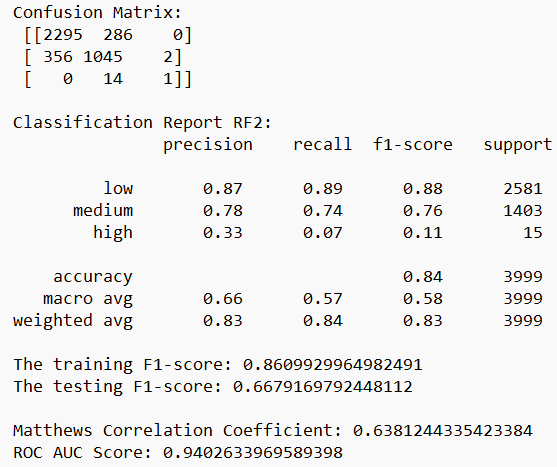 Confusion Matrix:
[[2295 286 0]
[ 356 1045 2]
[ 0 14 1]]
Classification Report RF2:
precision recall f1-score support
low 0.87 0.89 0.88 2581
medium 0.78 0.74 0.76 1403
high 0.33 0.07 0.11 15
accuracy 0.84 3999
macro avg 0.66 0.57 0.58 3999
weighted avg 0.83 0.84 0.83 3999
The training F1-score: 0.8609929964982491
The testing F1-score: 0.6679169792448112
Matthews Correlation Coefficient: 0.6381244335423384
ROC AUC Score: 0.9402633969589398